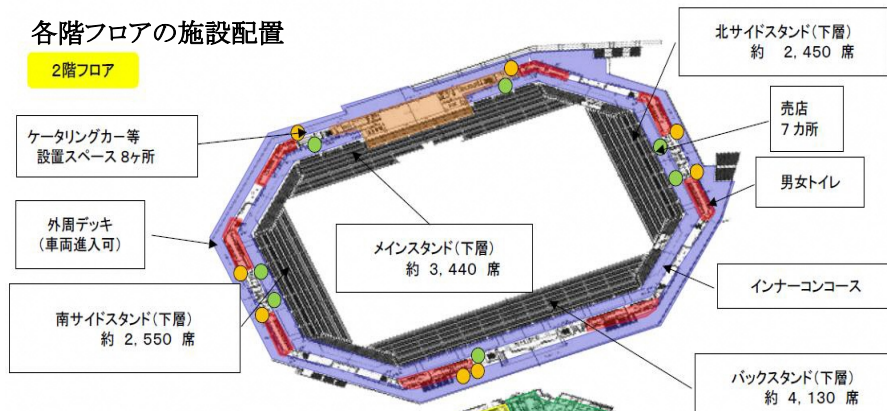 各階フロアの施設配置
2階フロア
北サイドスタンド(下層)
約 2,450 席
売店
7カ所
ケータリングカー等
設置スペース 8ヶ所
男女トイレ
外周デッキ
(車両進入可)
メインスタンド(下層)
約 3,440 席
インナーコンコース
南サイドスタンド(下層)
約 2,550 席
バックスタンド(下層)
約 4,130 席